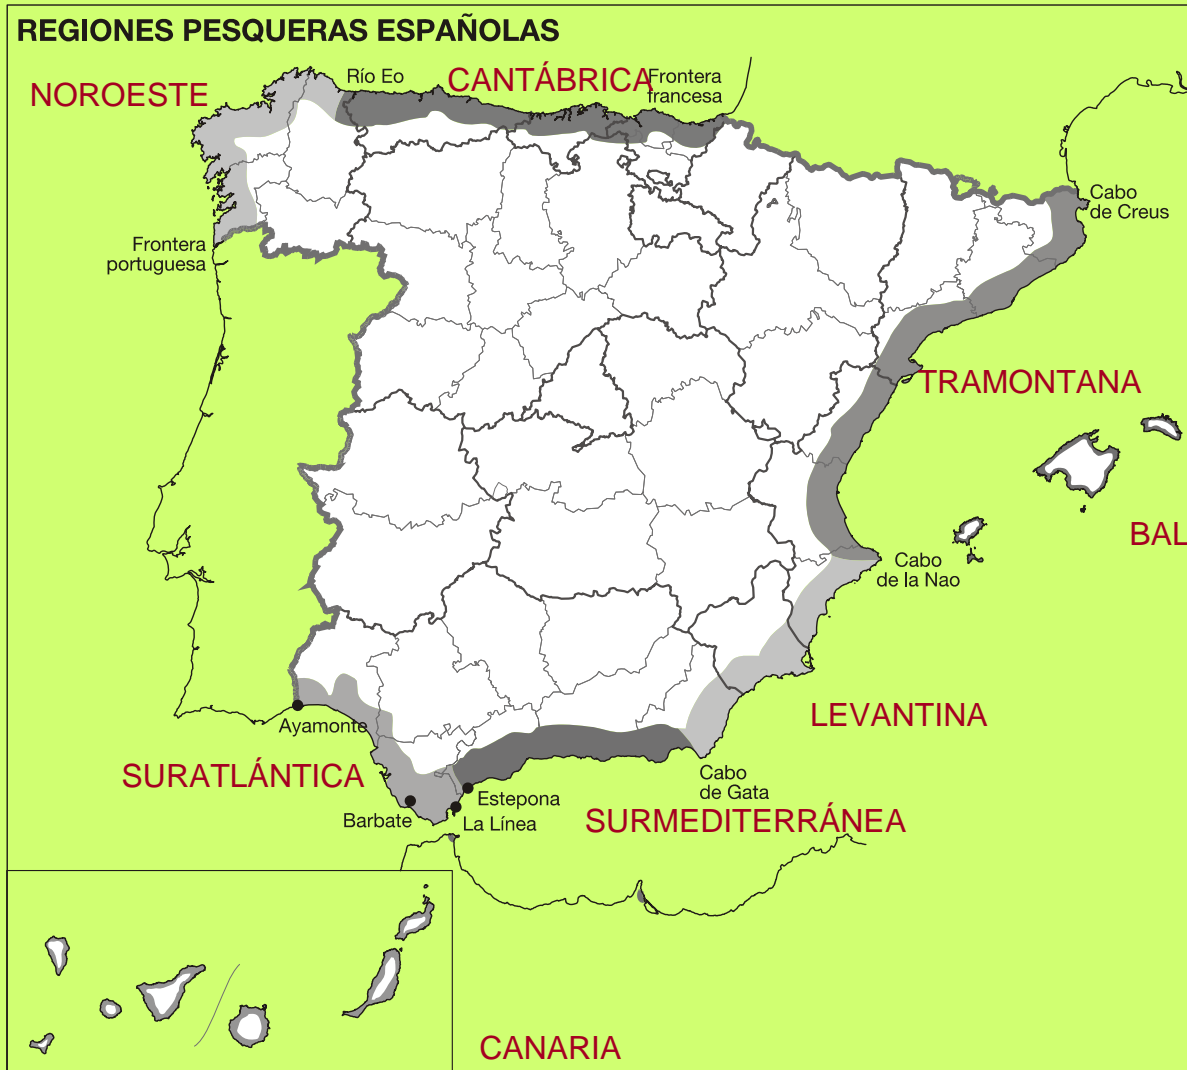 REGIONES PESQUERAS ESPAÑOLAS
NOROESTE
Río Eo
CANTÁBRICA
Frontera
francesa
Cabo
de Creus
Frontera
portuguesa
TRAMONTANA
BAL
Cabo
de la Nao
LEVANTINA
Ayamonte
SURATLÁNTICA
Cabo
de Gata
Estepona
Barbate
La Línea
SURMEDITERRÁNEA
CANARIA